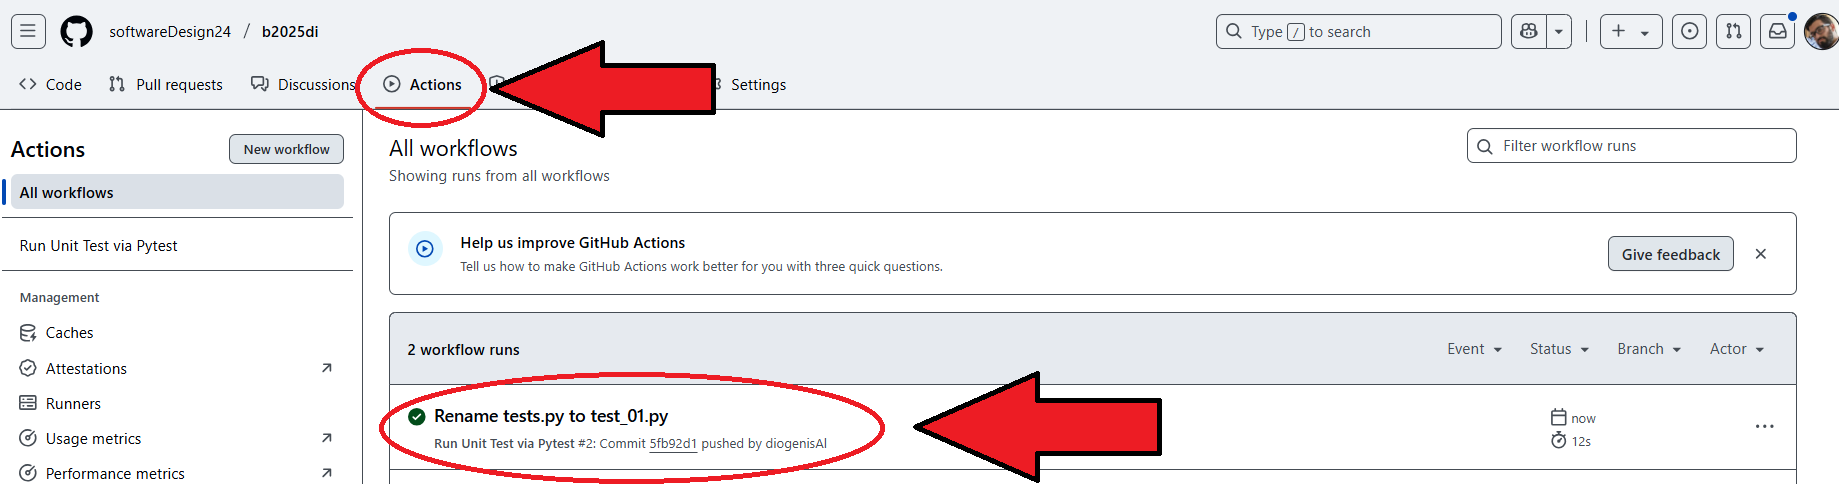 softwareDesign24 / b2025di
Type / to search
Code
Pull requests
Discussions
Actions
Settings
Actions
New workflow
All workflows
Run Unit Test via Pytest
Management
Caches
Attestations
Runners
Usage metrics
Performance metrics
All workflows
Showing runs from all workflows
Filter workflow runs
Help us improve GitHub Actions
Tell us how to make GitHub Actions work better for you with three quick questions.
Give feedback
2 workflow runs
Event
Status
Branch
Actor
Rename tests.py to test_01.py
Run Unit Test via Pytest #2: Commit 5fb92d1 pushed by diogenisAl
now
12s